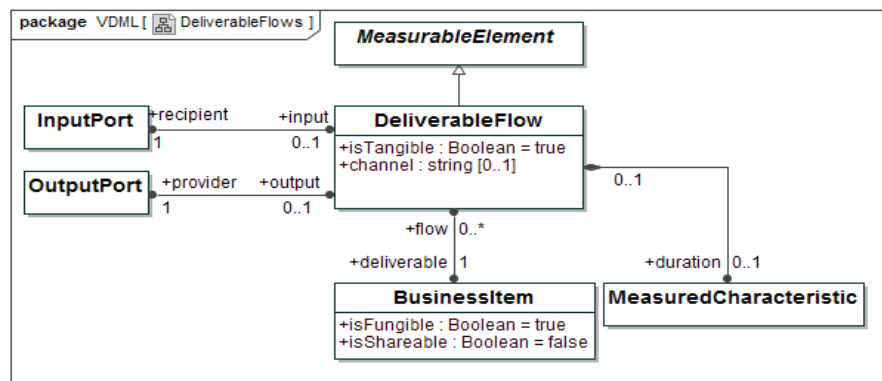 package VDML [ DeliverableFlows ]
MeasurableElement
InputPort
+recipient
+input
1
0..1
DeliverableFlow
+isTangible : Boolean = true
+channel : string [0..1]
OutputPort
+provider
+output
1
0..1
0..1
+flow
0..*
+deliverable
1
+duration
0..1
BusinessItem
+isFungible : Boolean = true
+isShareable : Boolean = false
MeasuredCharacteristic